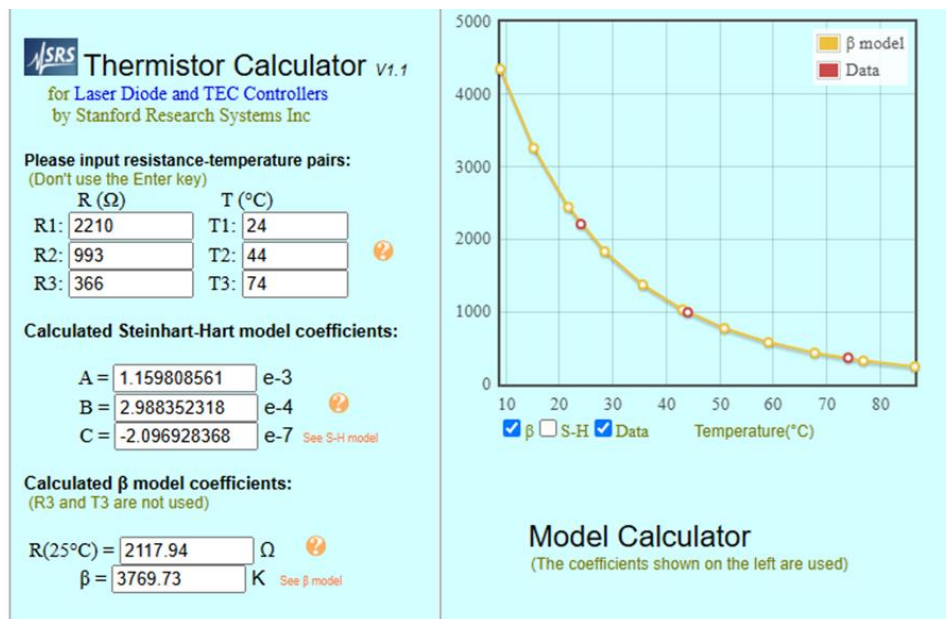 SRS Thermistor Calculator V1.1
for Laser Diode and TEC Controllers
by Stanford Research Systems Inc
Please input resistance-temperature pairs:
(Don't use the Enter key)
R (Ω) T (°C)
R1: 2210 T1: 24
R2: 993 T2: 44 ?
R3: 366 T3: 74
Calculated Steinhart-Hart model coefficients:
A = 1.159808561 e-3
B = 2.988352318 e-4 ?
C = -2.096928368 e-7 See S-H model
Calculated β model coefficients:
(R3 and T3 are not used)
R(25°C) = 2117.94 Ω ?
β = 3769.73 K See β model
5000
4000
3000
2000
1000
0
β model
Data
10 20 30 40 50 60 70 80
β S-H Data Temperature(°C)
Model Calculator
(The coefficients shown on the left are used)